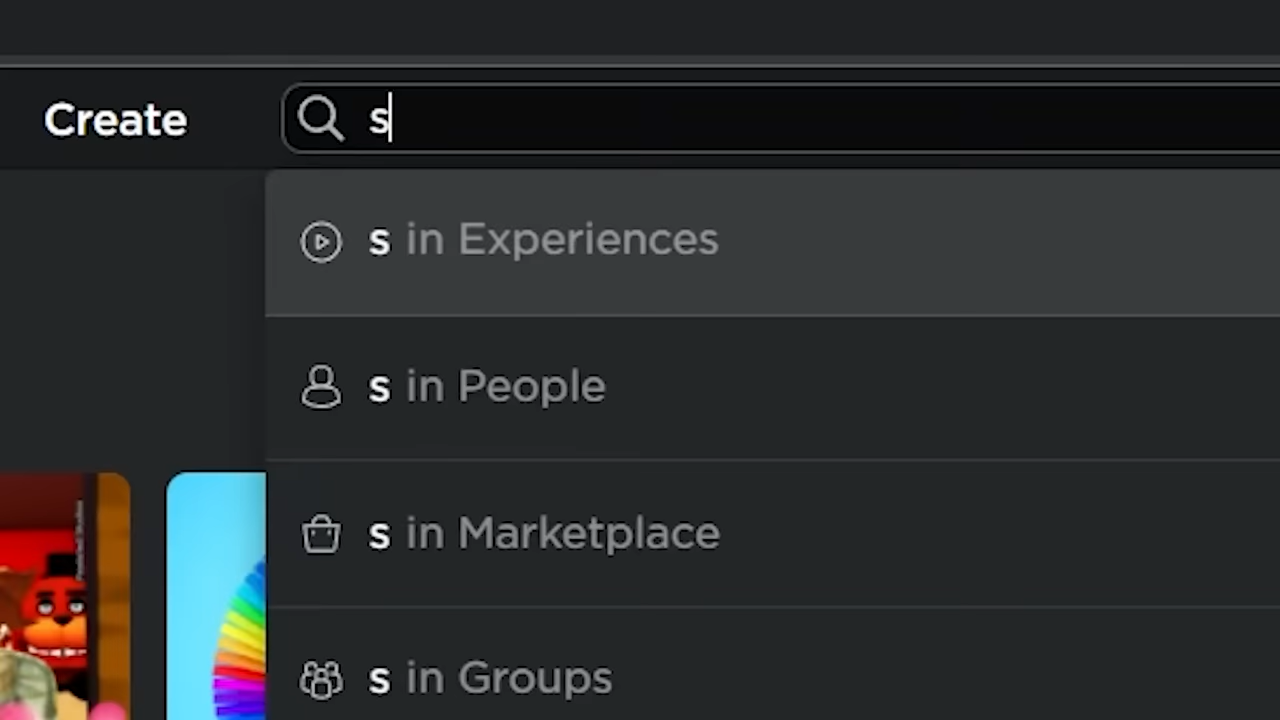 Create
s
s in Experiences
s in People
s in Marketplace
s in Groups